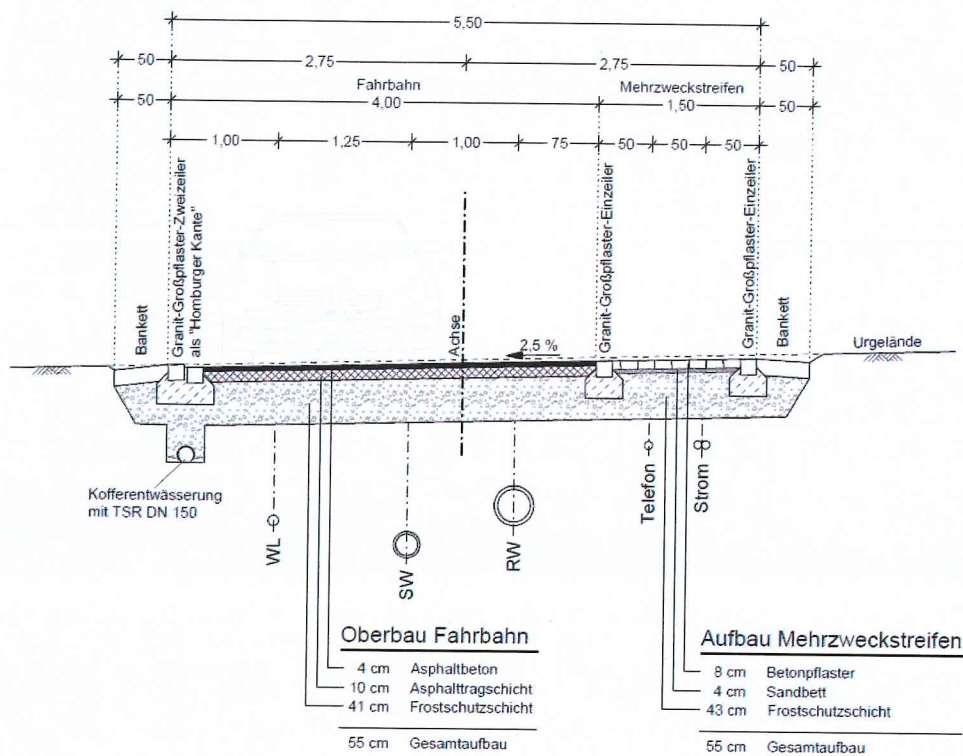 5,50
50 2,75 2,75 50
Fahrbahn Mehrzweckstreifen
50 4,00 1,50 50
1,00 1,25 1,00 75 50 50 50
Bankett
Granit-Großpflaster-Zweizeiler
als "Homburger Kante"
Achse
2,5 %
Granit-Großpflaster-Einzeiler
Granit-Großpflaster-Einzeiler
Bankett
Urgelände
Kofferentwässerung
mit TSR DN 150
WL
SW
RW
Telefon
Strom
Oberbau Fahrbahn
4 cm Asphaltbeton
10 cm Asphalttragschicht
41 cm Frostschutzschicht
55 cm Gesamtaufbau
Aufbau Mehrzweckstreifen
8 cm Betonpflaster
4 cm Sandbett
43 cm Frostschutzschicht
55 cm Gesamtaufbau